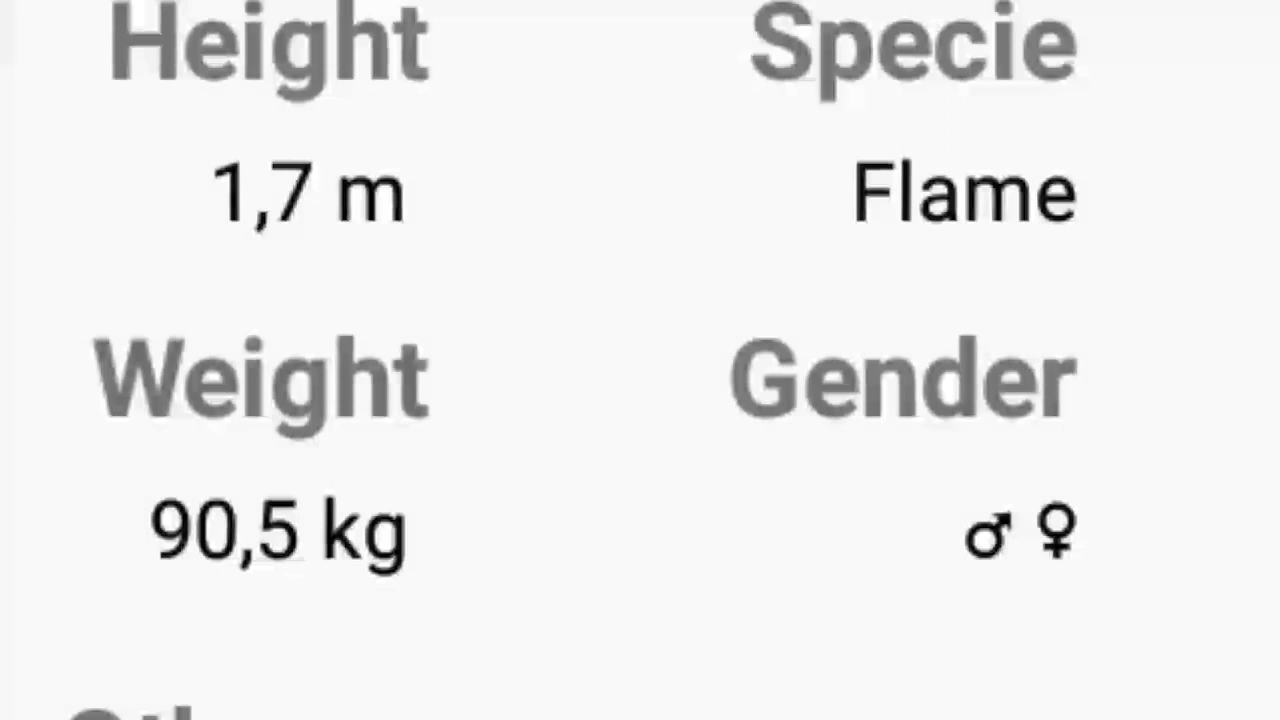 Height Specie
1,7 m Flame
Weight Gender
90,5 kg ♂ ♀